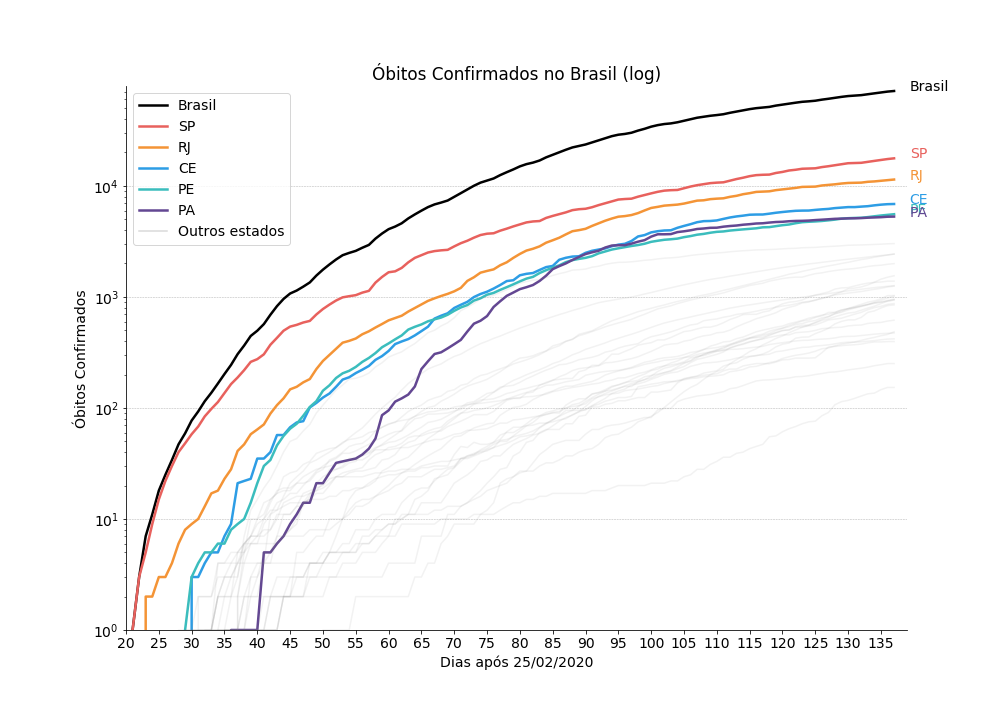 Óbitos Confirmados no Brasil (log)
Brasil
SP
RJ
CE
PE
PA
Outros estados
Óbitos Confirmados
10⁴
10³
10²
10¹
10⁰
20 25 30 35 40 45 50 55 60 65 70 75 80 85 90 95 100 105 110 115 120 125 130 135
Dias após 25/02/2020
Brasil
SP
RJ
CE
PE
PA